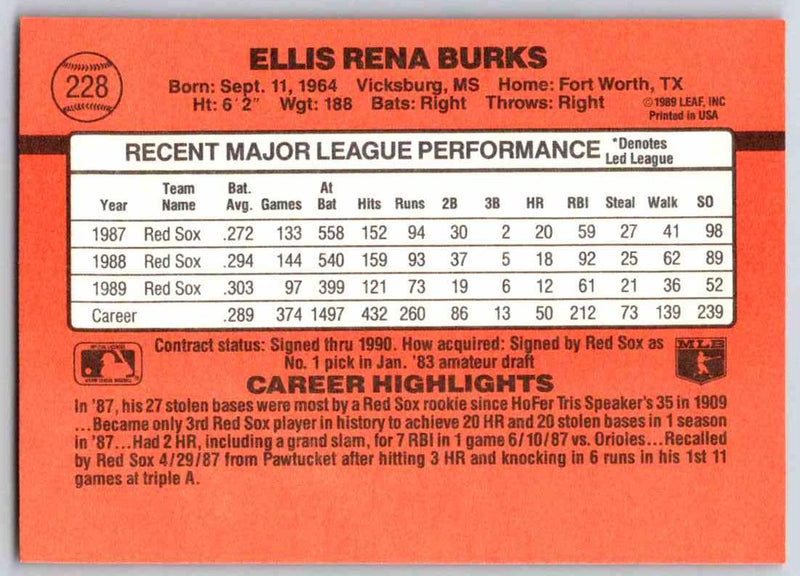 228
ELLIS RENA BURKS
Born: Sept. 11, 1964 Vicksburg, MS Home: Fort Worth, TX
Ht: 6'2" Wgt: 188 Bats: Right Throws: Right
©1989 LEAF, INC
Printed in USA
RECENT MAJOR LEAGUE PERFORMANCE *Denotes Led League
Year Team Name Bat. Avg. Games At Bat Hits Runs 2B 3B HR RBI Steal Walk SO
1987 Red Sox .272 133 558 152 94 30 2 20 59 27 41 98
1988 Red Sox .294 144 540 159 93 37 5 18 92 25 62 89
1989 Red Sox .303 97 399 121 73 19 6 12 61 21 36 52
Career .289 374 1497 432 260 86 13 50 212 73 139 239
Contract status: Signed thru 1990. How acquired: Signed by Red Sox as
No. 1 pick in Jan. '83 amateur draft
MLB
CAREER HIGHLIGHTS
In '87, his 27 stolen bases were most by a Red Sox rookie since HoFer Tris Speaker's 35 in 1909
...Became only 3rd Red Sox player in history to achieve 20 HR and 20 stolen bases in 1 season
in '87...Had 2 HR, including a grand slam, for 7 RBI in 1 game 6/10/87 vs. Orioles...Recalled
by Red Sox 4/29/87 from Pawtucket after hitting 3 HR and knocking in 6 runs in his 1st 11
games at triple A.